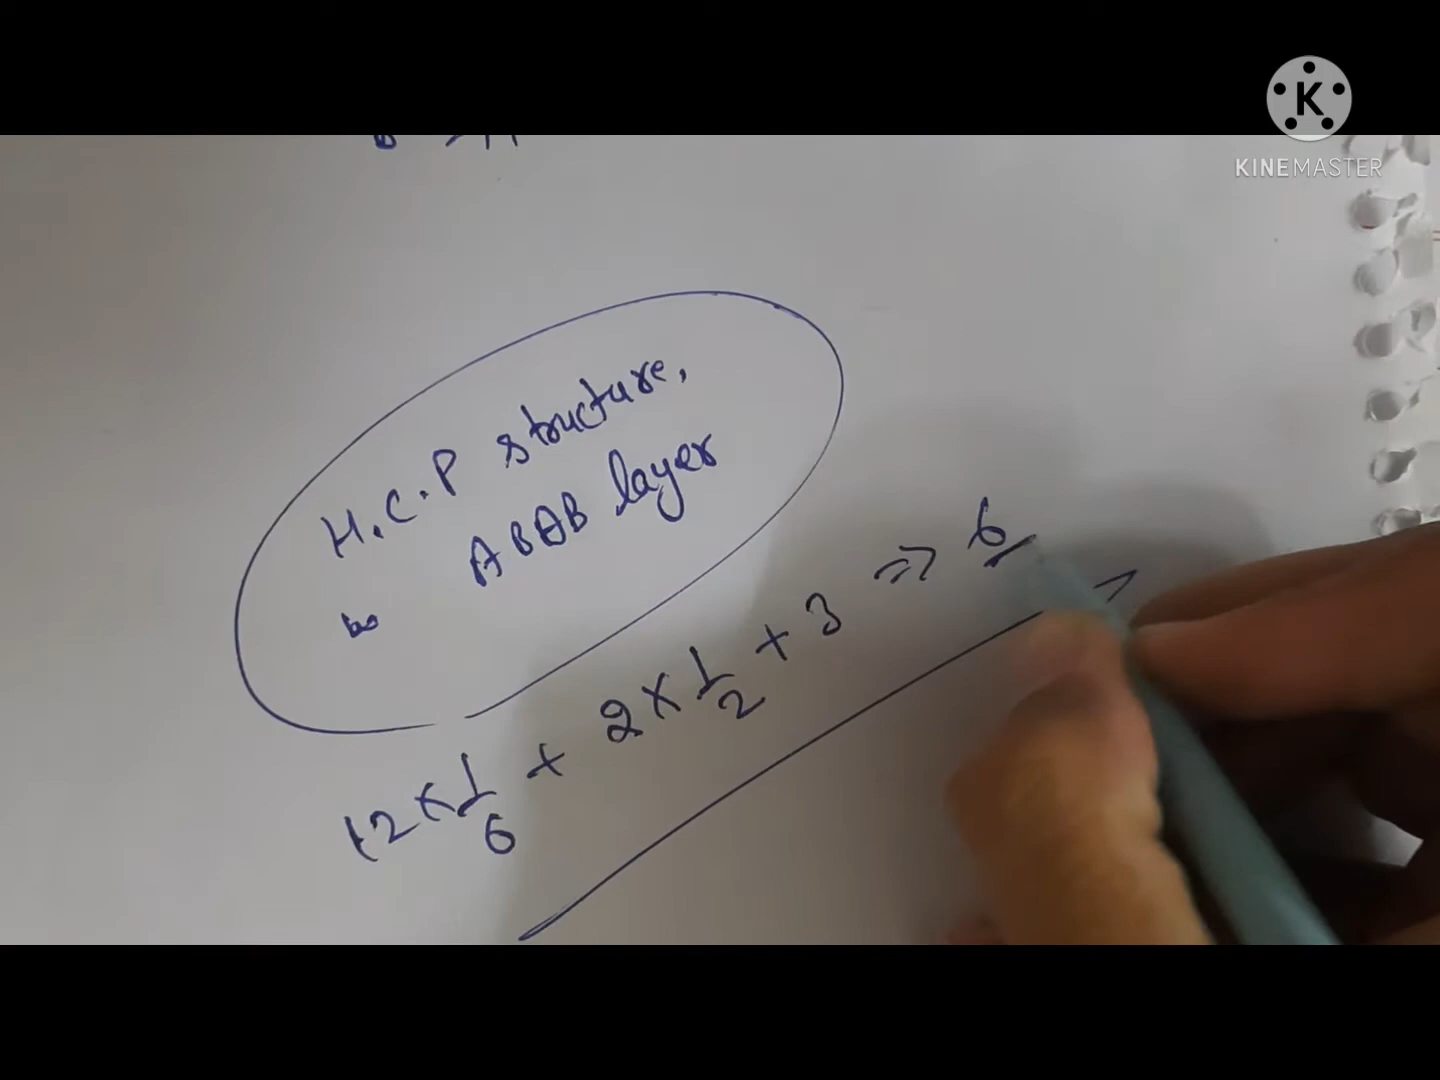 K
KINEMASTER
H.C.P structure,
ABAB layer
12 × 1/6 + 2 × 1/2 + 3 => 6